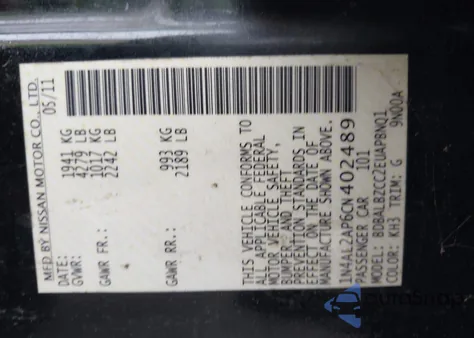 MFD BY NISSAN MOTOR CO., LTD.
DATE: 05/11
GVWR: 1941 KG
4279 LB
GAWR FR.: 1017 KG
2242 LB
GAWR RR.: 993 KG
2189 LB
THIS VEHICLE CONFORMS TO
ALL APPLICABLE FEDERAL
MOTOR VEHICLE SAFETY,
BUMPER, AND THEFT
PREVENTION STANDARDS IN
EFFECT ON THE DATE OF
MANUFACTURE SHOWN ABOVE.
1N4AL2AP6CN402489
PASSENGER CAR 101
MODEL: BDBALB2CC2EUAPBNQ1
COLOR: KH3 TRIM: G 9N00A